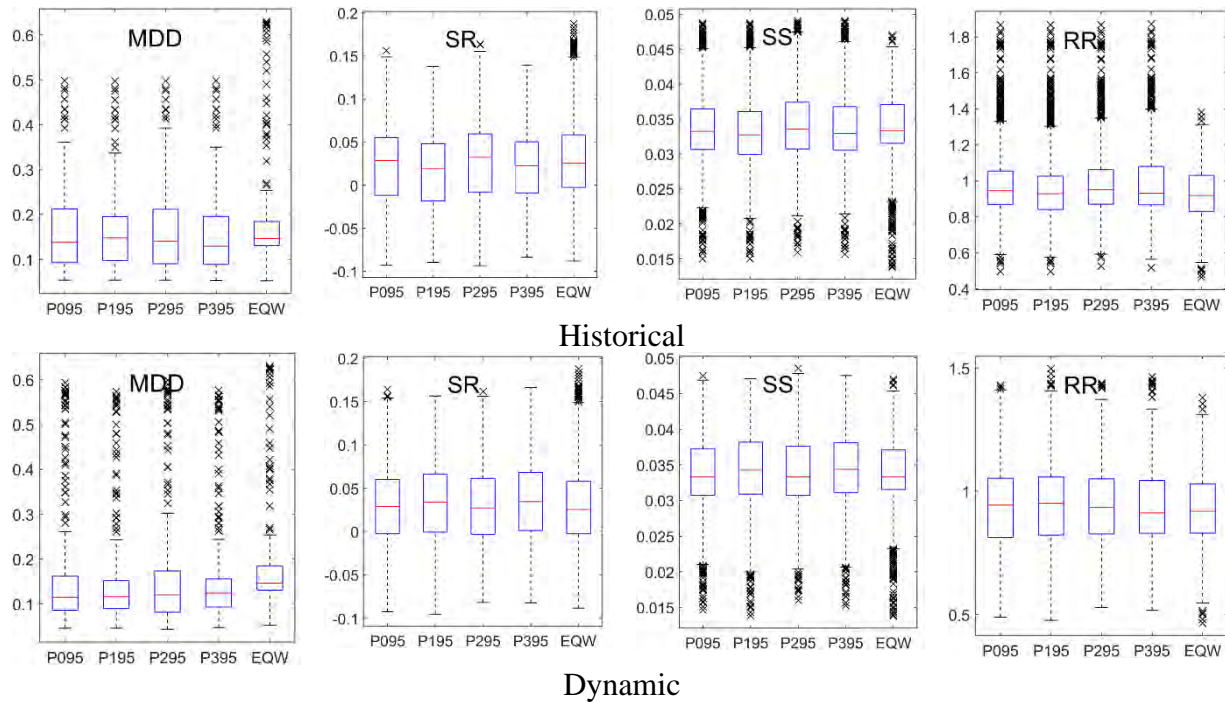 MDD
0.6
0.5
0.4
0.3
0.2
0.1
P095 P195 P295 P395 EQW
SR
0.2
0.15
0.1
0.05
0
-0.05
-0.1
P095 P195 P295 P395 EQW
SS
0.05
0.045
0.04
0.035
0.03
0.025
0.02
0.015
P095 P195 P295 P395 EQW
RR
1.8
1.6
1.4
1.2
1
0.8
0.6
0.4
P095 P195 P295 P395 EQW
Historical
MDD
0.6
0.5
0.4
0.3
0.2
0.1
P095 P195 P295 P395 EQW
SR
0.2
0.15
0.1
0.05
0
-0.05
-0.1
P095 P195 P295 P395 EQW
SS
0.05
0.045
0.04
0.035
0.03
0.025
0.02
0.015
P095 P195 P295 P395 EQW
RR
1.5
1
0.5
P095 P195 P295 P395 EQW
Dynamic